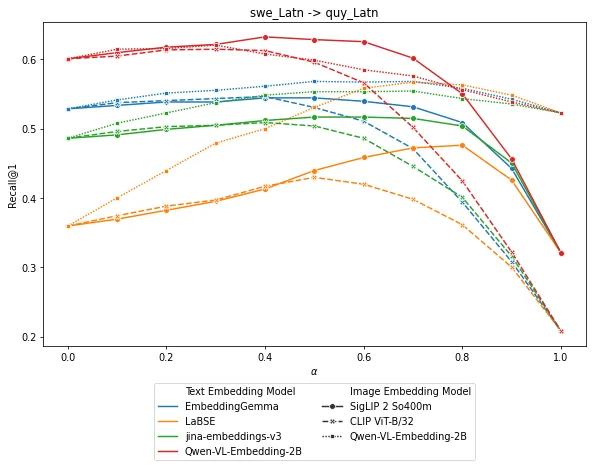 swe_Latn -> quy_Latn
Recall@1
0.6
0.5
0.4
0.3
0.2
0.0 0.2 0.4 0.6 0.8 1.0
α
Text Embedding Model
EmbeddingGemma
LaBSE
jina-embeddings-v3
Qwen-VL-Embedding-2B
Image Embedding Model
SigLIP 2 So400m
CLIP ViT-B/32
Qwen-VL-Embedding-2B